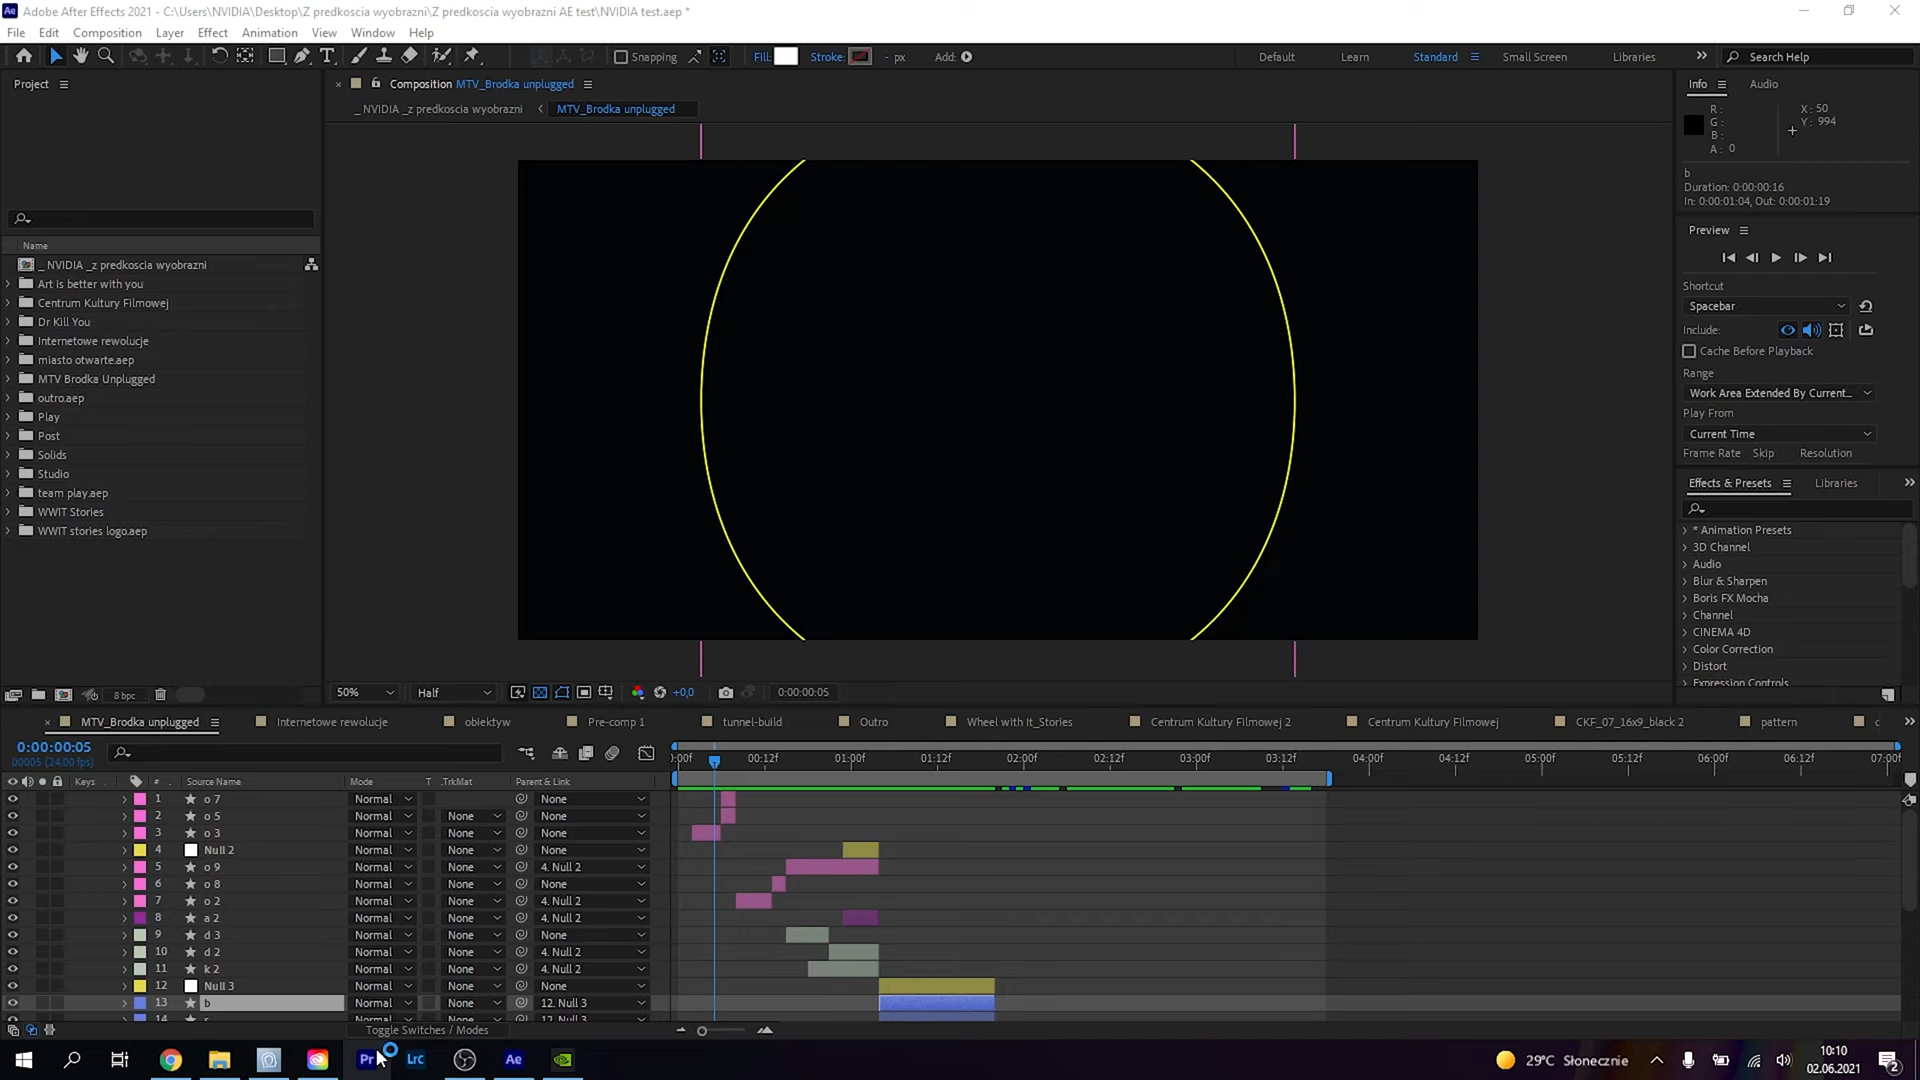 Adobe After Effects 2021 - C:\Users\NVIDIA\Desktop\Z predkoscia wyobrazni\Z predkoscia wyobrazni AE test\NVIDIA test.aep *
File Edit Composition Layer Effect Animation View Window Help
Snapping Fill: Stroke: - px Add: Default Learn Standard Small Screen Libraries Search Help
Project
Name
_ NVIDIA _z predkoscia wyobrazni
Art is better with you
Centrum Kultury Filmowej
Dr Kill You
Internetowe rewolucje
miasto otwarte.aep
MTV Brodka Unplugged
outro.aep
Play
Post
Solids
Studio
team play.aep
WWIT Stories
WWIT stories logo.aep
8 bpc
Composition MTV_Brodka unplugged
_ NVIDIA _z predkoscia wyobrazni MTV_Brodka unplugged
50% Half +0,0 0:00:00:05
Info Audio
R: X: 50
G: Y: 994
B:
A: 0
b
Duration: 0:00:00:16
In: 0:00:01:04, Out: 0:00:01:19
Preview
Shortcut
Spacebar
Include:
Cache Before Playback
Range
Work Area Extended By Current...
Play From
Current Time
Frame Rate Skip Resolution
Effects & Presets Libraries
* Animation Presets
3D Channel
Audio
Blur & Sharpen
Boris FX Mocha
Channel
CINEMA 4D
Color Correction
Distort
Expression Controls
MTV_Brodka unplugged Internetowe rewolucje obiektyw Pre-comp 1 tunnel-build Outro Wheel with It_Stories Centrum Kultury Filmowej 2 Centrum Kultury Filmowej CKF_07_16x9_black 2 pattern
0:00:00:05
00005 (24.00 fps)
:00f 00:12f 01:00f 01:12f 02:00f 02:12f 03:00f 03:12f 04:00f 04:12f 05:00f 05:12f 06:00f 06:12f 07:00f
Keys # Source Name Mode T .TrkMat Parent & Link
1 o 7 Normal None
2 o 5 Normal None None
3 o 3 Normal None None
4 Null 2 Normal None None
5 o 9 Normal None 4. Null 2
6 o 8 Normal None None
7 o 2 Normal None 4. Null 2
8 a 2 Normal None 4. Null 2
9 d 3 Normal None None
10 d 2 Normal None 4. Null 2
11 k 2 Normal None 4. Null 2
12 Null 3 Normal None None
13 b Normal None 12. Null 3
14 r Normal None 12. Null 3
Toggle Switches / Modes
Pr Lrc Ae
29°C Słonecznie
10:10
02.06.2021
2